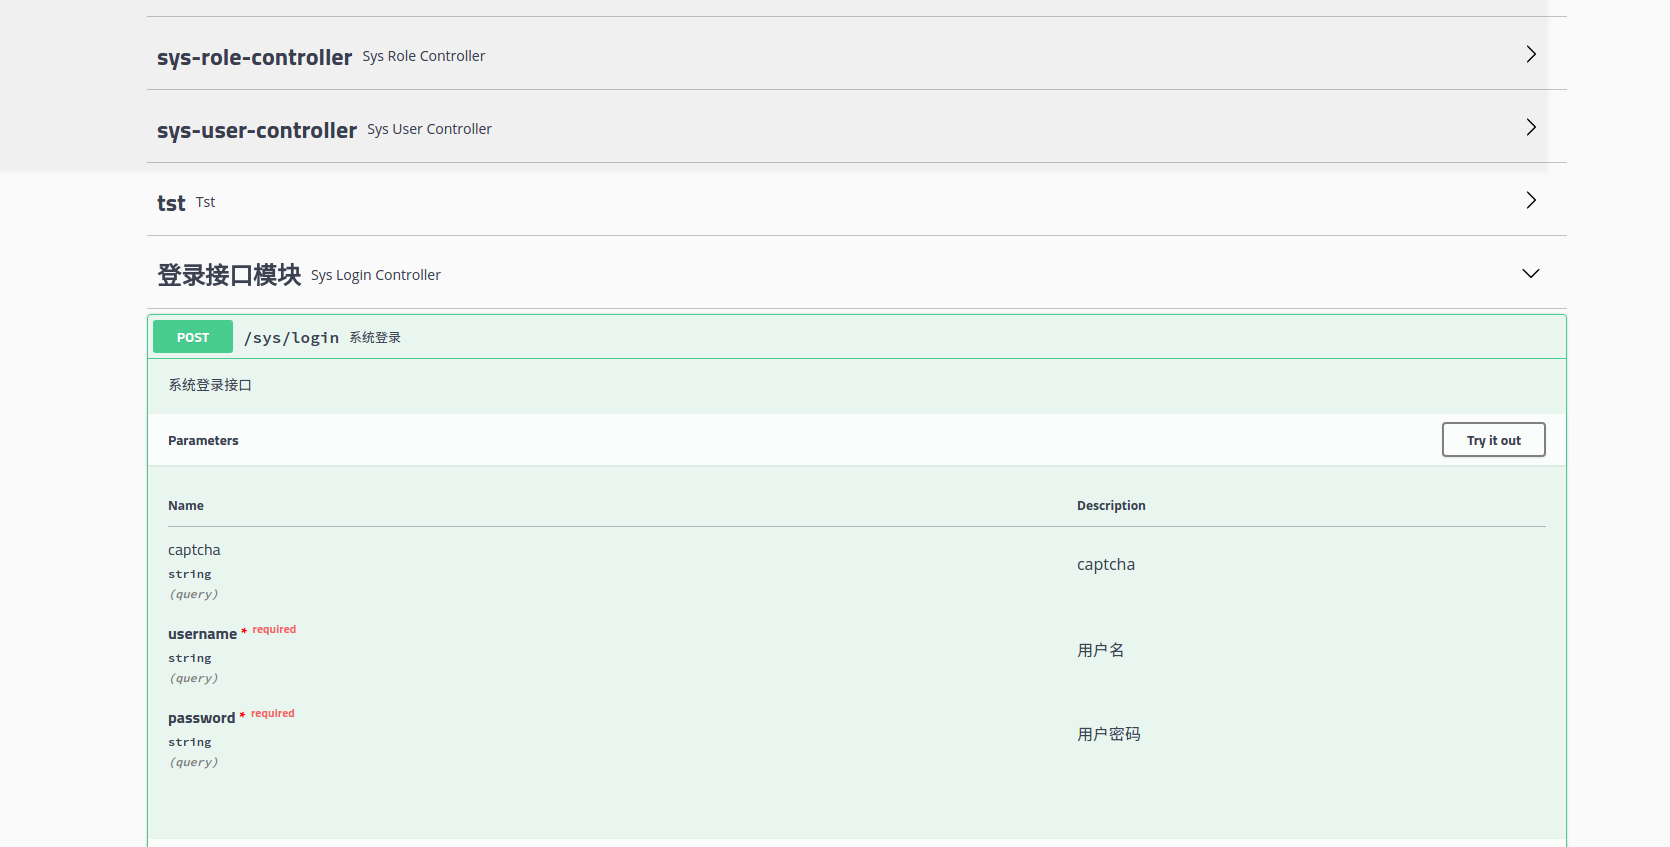 sys-role-controller Sys Role Controller
sys-user-controller Sys User Controller
tst Tst
登录接口模块 Sys Login Controller
POST /sys/login 系统登录
系统登录接口
Parameters Try it out
Name Description
captcha
string
(query)
captcha
username * required
string
(query)
用户名
password * required
string
(query)
用户密码